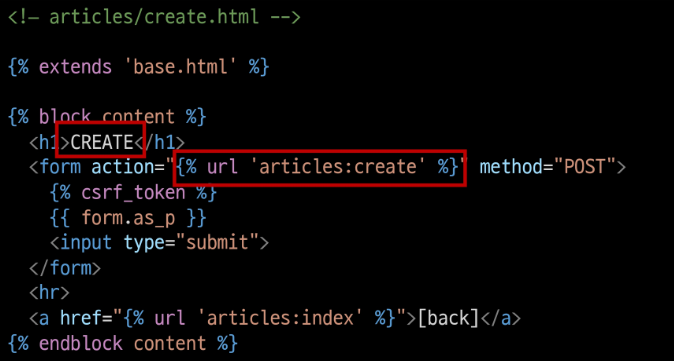 <!— articles/create.html -->
{% extends 'base.html' %}
{% block content %}
<h1>CREATE</h1>
<form action="{% url 'articles:create' %}" method="POST">
{% csrf_token %}
{{ form.as_p }}
<input type="submit">
</form>
<hr>
<a href="{% url 'articles:index' %}">[back]</a>
{% endblock content %}